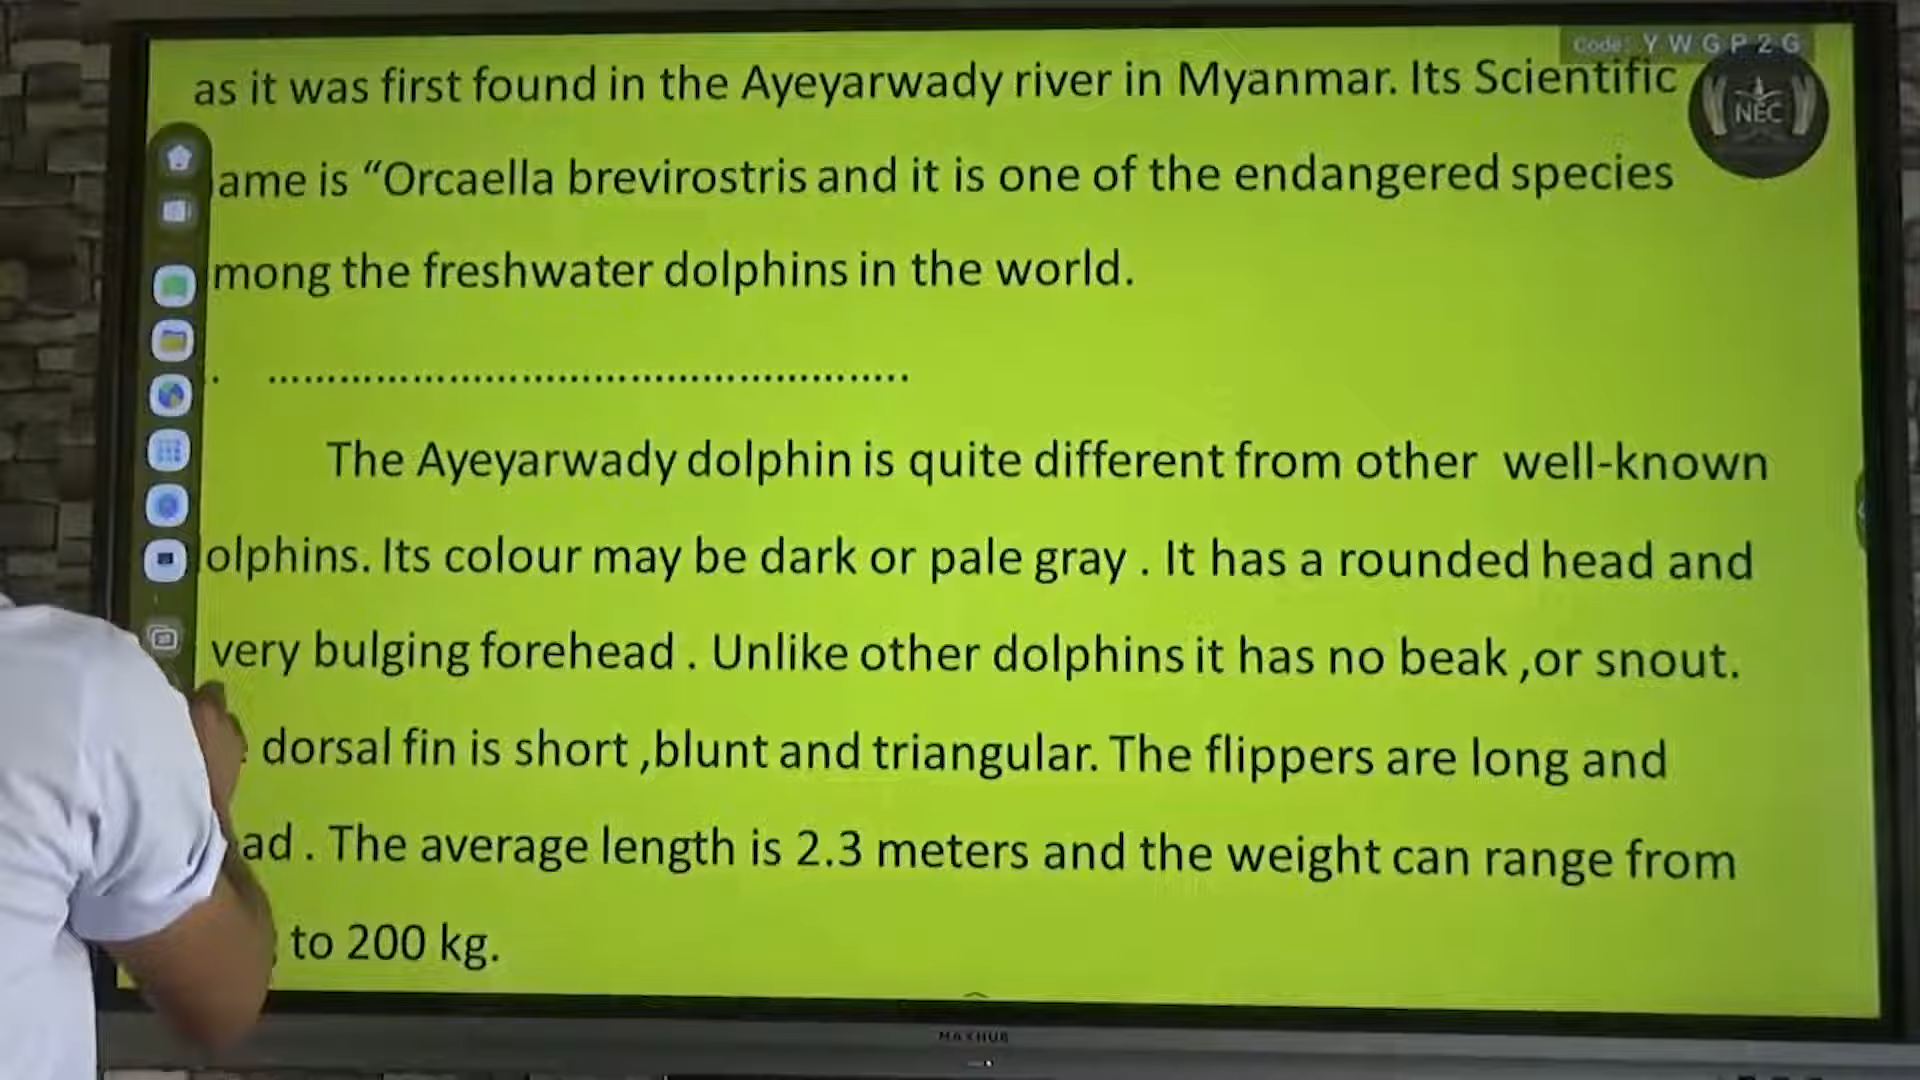 Code: YWGP2G
as it was first found in the Ayeyarwady river in Myanmar. Its Scientific
NEC
ame is “Orcaella brevirostris and it is one of the endangered species
mong the freshwater dolphins in the world.
. ......................................................
The Ayeyarwady dolphin is quite different from other well-known
olphins. Its colour may be dark or pale gray . It has a rounded head and
very bulging forehead . Unlike other dolphins it has no beak ,or snout.
dorsal fin is short ,blunt and triangular. The flippers are long and
ad . The average length is 2.3 meters and the weight can range from
to 200 kg.
MAXHUB